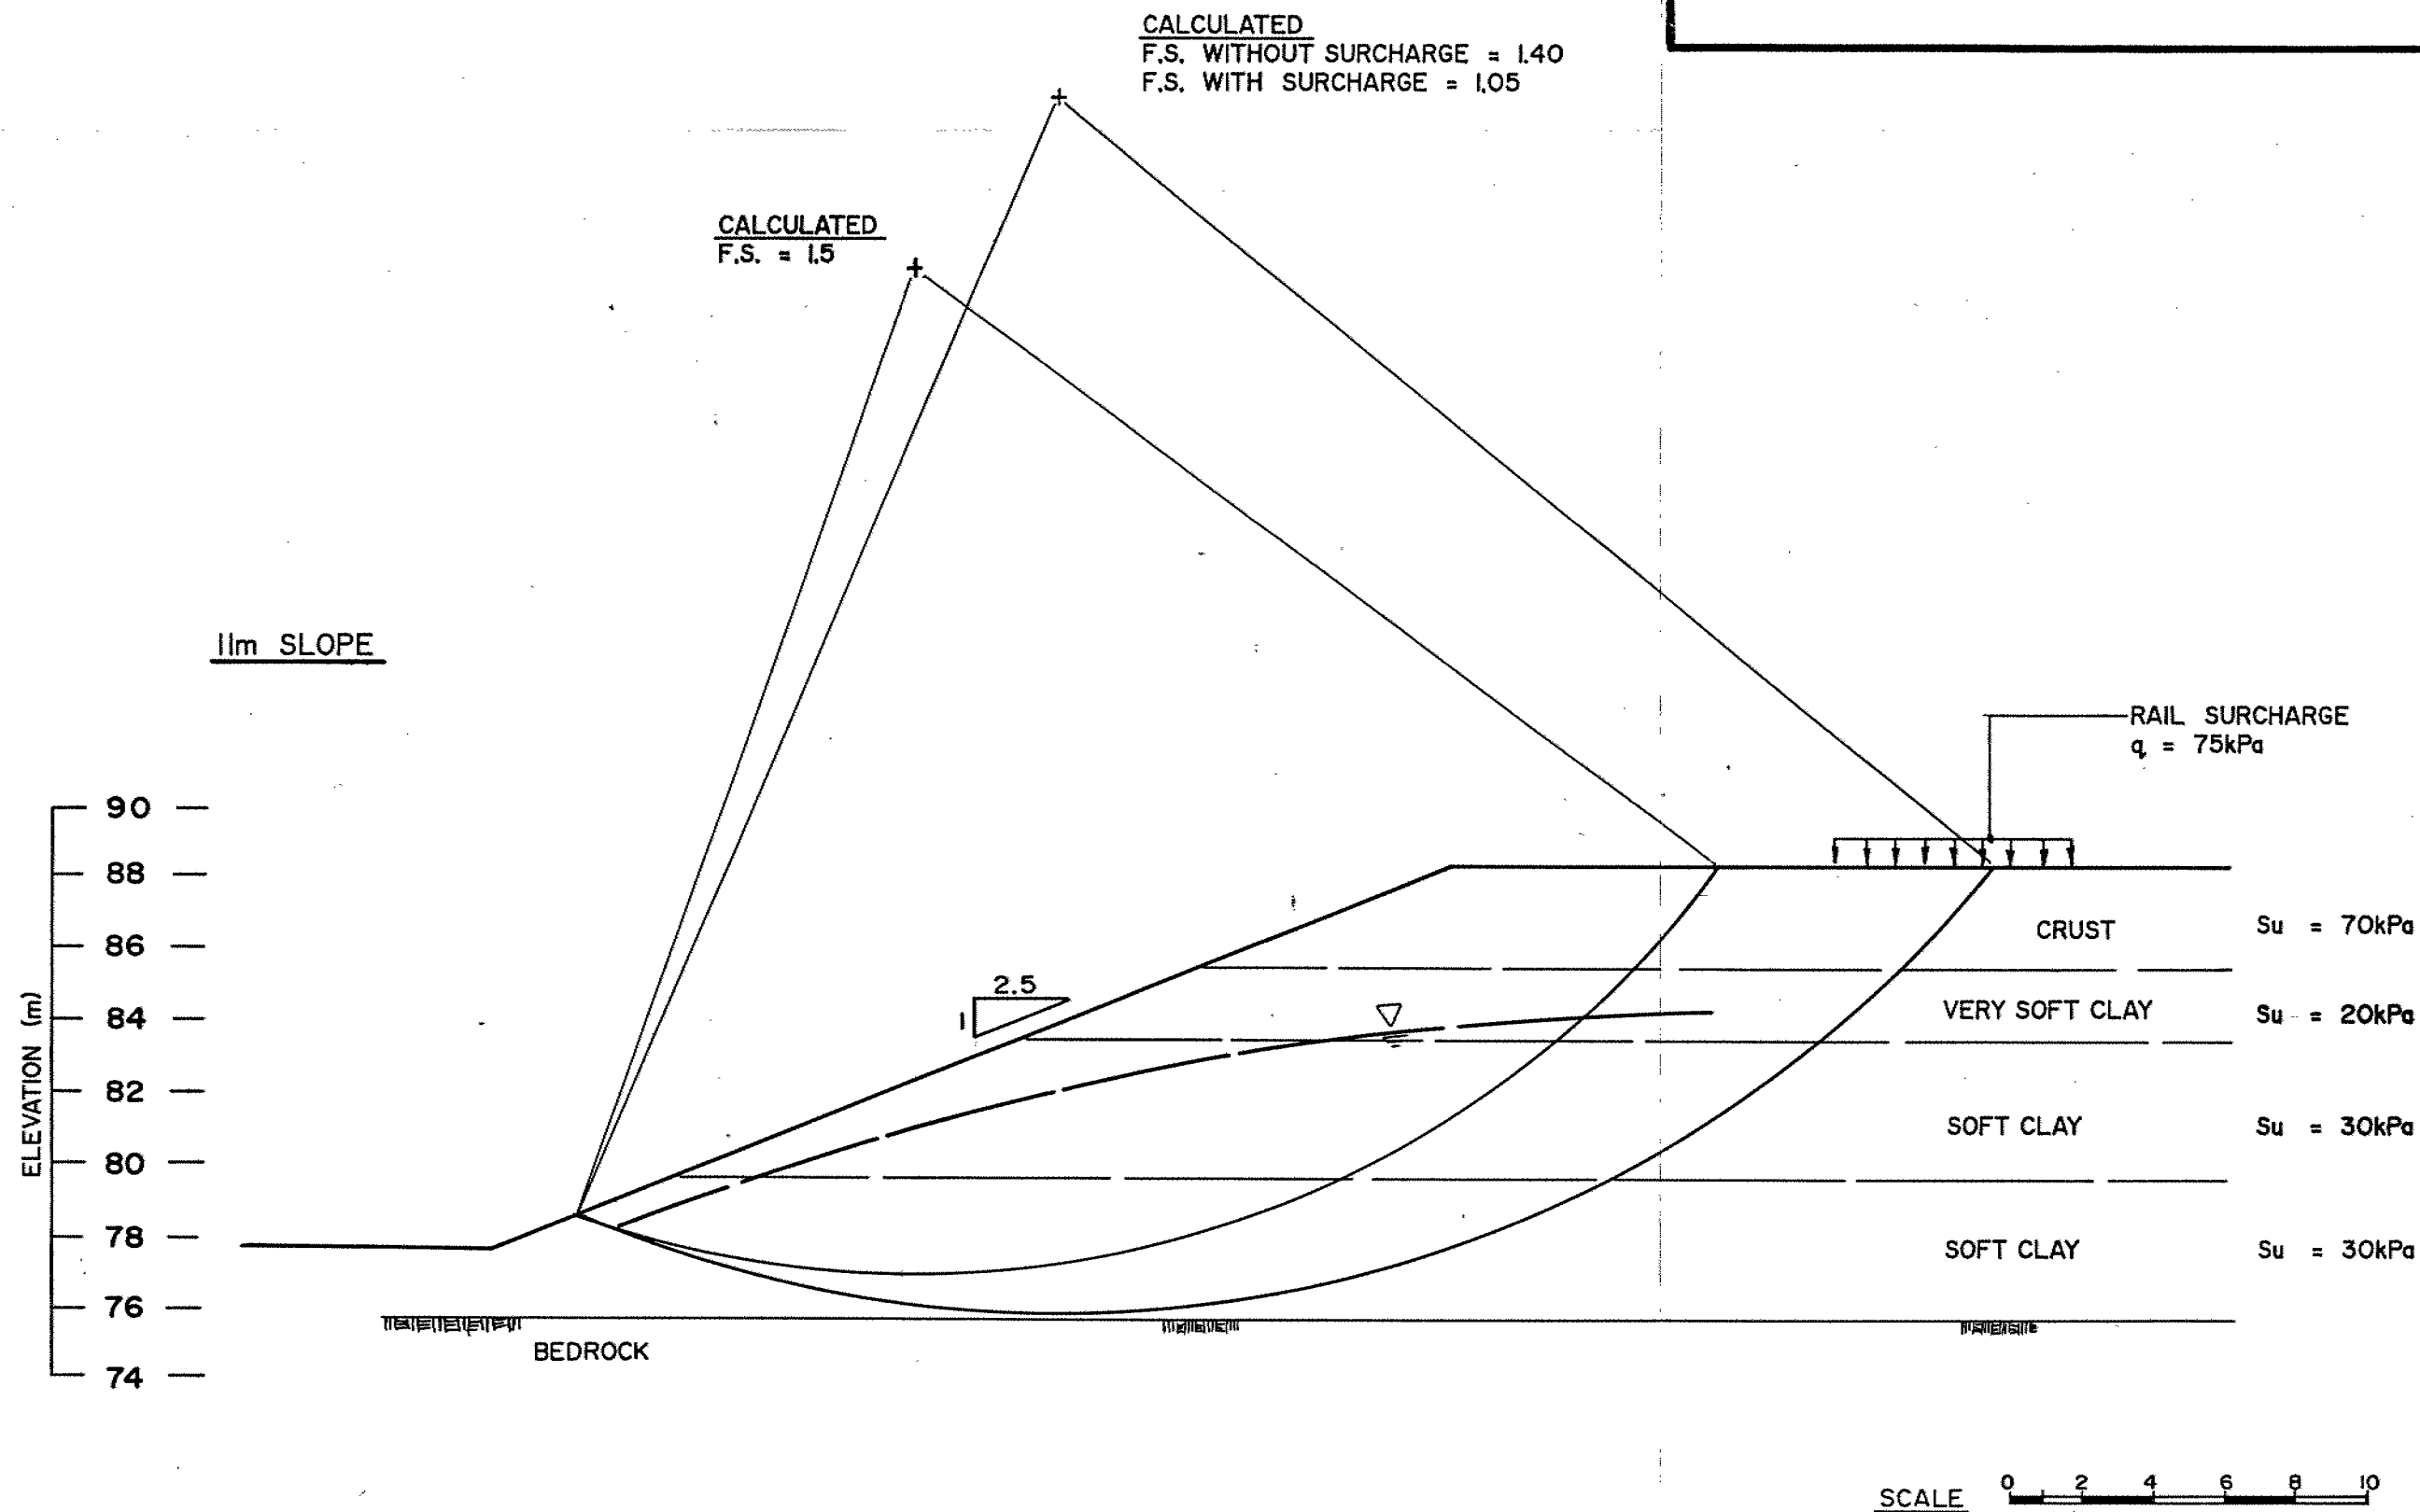 CALCULATED
F.S. WITHOUT SURCHARGE = 1.40
F.S. WITH SURCHARGE = 1.05
CALCULATED
F.S. = 1.5
11m SLOPE
RAIL SURCHARGE
q = 75kPa
ELEVATION (m)
90
88
86
84
82
80
78
76
74
2.5
1
CRUST Su = 70kPa
VERY SOFT CLAY Su = 20kPa
SOFT CLAY Su = 30kPa
SOFT CLAY Su = 30kPa
BEDROCK
SCALE 0 2 4 6 8 10